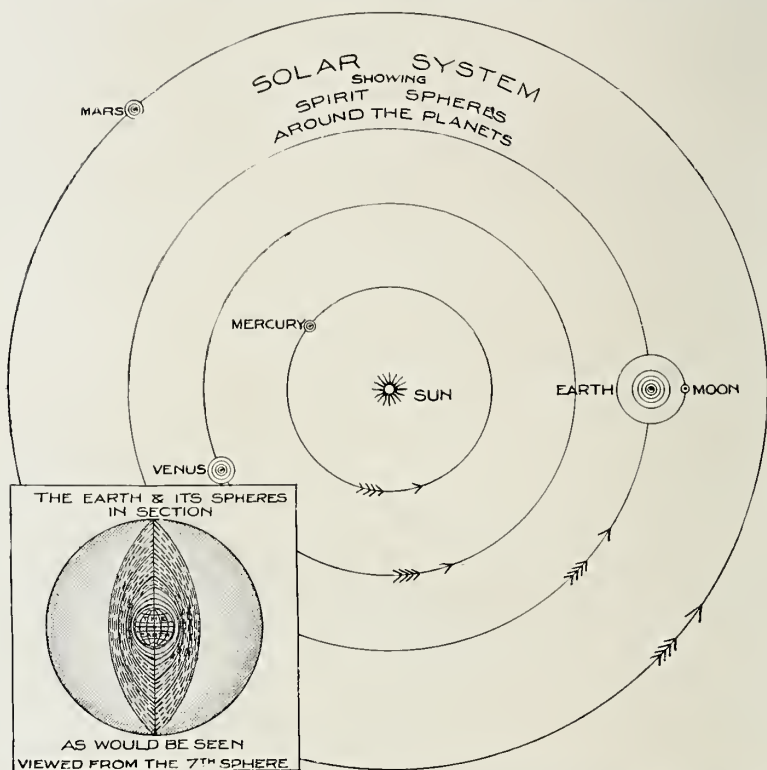 SOLAR SYSTEM
SHOWING
SPIRIT SPHERES
AROUND THE PLANETS
MARS
MERCURY
SUN
EARTH
MOON
VENUS
THE EARTH & ITS SPHERES
IN SECTION
AS WOULD BE SEEN
VIEWED FROM THE 7TH SPHERE